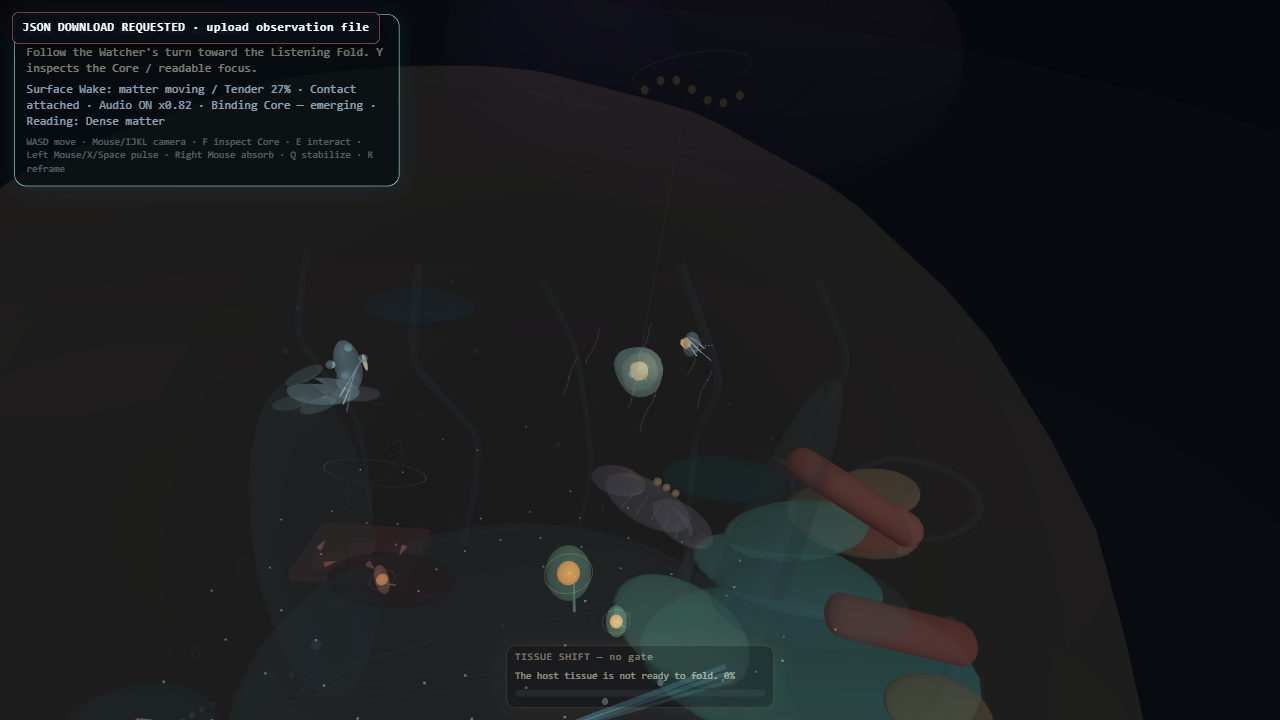 JSON DOWNLOAD REQUESTED · upload observation file
Follow the Watcher's turn toward the Listening Fold. Y
inspects the Core / readable focus.
Surface Wake: matter moving / Tender 27% · Contact
attached · Audio ON x0.82 · Binding Core — emerging ·
Reading: Dense matter
WASD move · Mouse/IJKL camera · F inspect Core · E interact ·
Left Mouse/X/Space pulse · Right Mouse absorb · Q stabilize · R
reframe
TISSUE SHIFT — no gate
The host tissue is not ready to fold. 0%